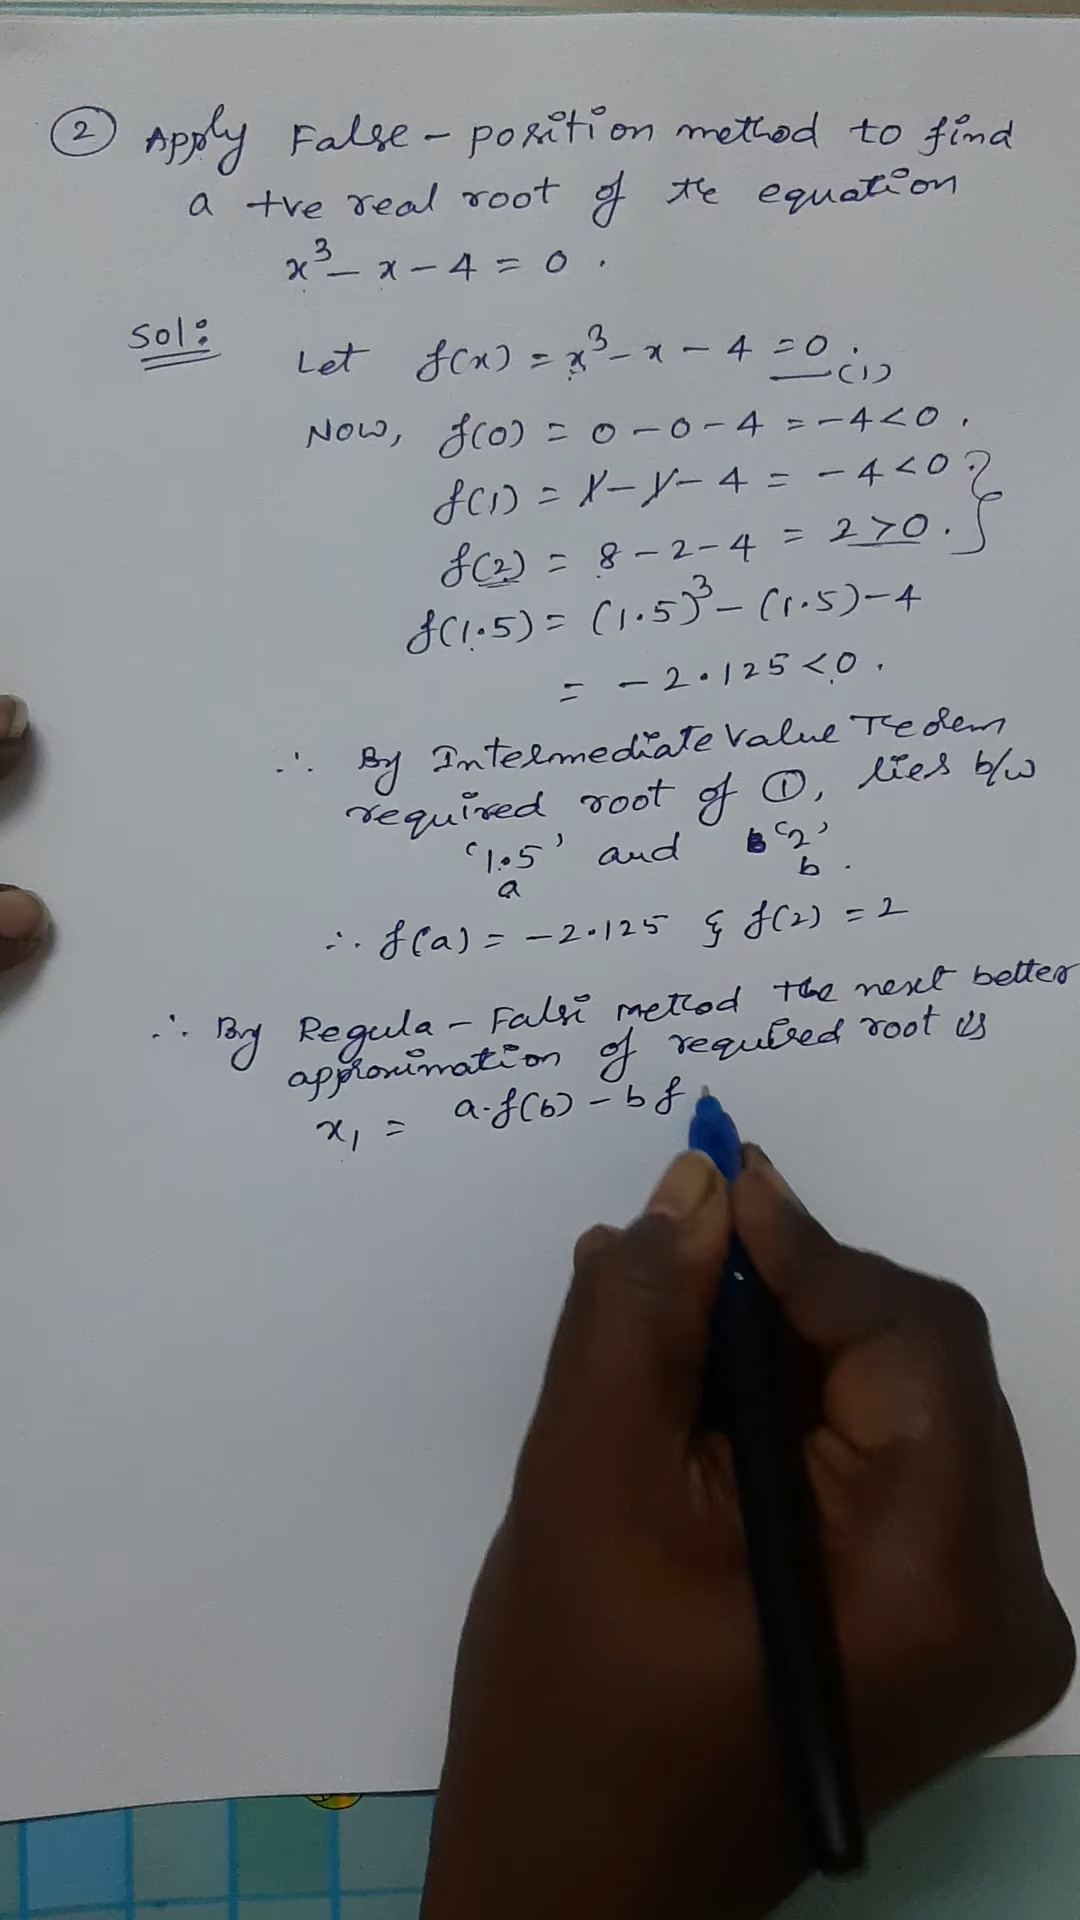 ② Apply False - position method to find
a +ve real root of the equation
x³ - x - 4 = 0 .
Sol:
Let f(x) = x³ - x - 4 = 0 . (1)
Now, f(0) = 0 - 0 - 4 = -4 < 0 .
f(1) = 1 - 1 - 4 = -4 < 0
f(2) = 8 - 2 - 4 = 2 > 0 .
f(1.5) = (1.5)³ - (1.5) - 4
= -2.125 < 0 .
∴ By Intermediate Value Theorem
required root of ①, lies b/w
'1.5' and '2'
a b .
∴ f(a) = -2.125 & f(2) = 2
∴ By Regula - Falsi method the next better
approximation of required root is
x₁ = a.f(b) - b f